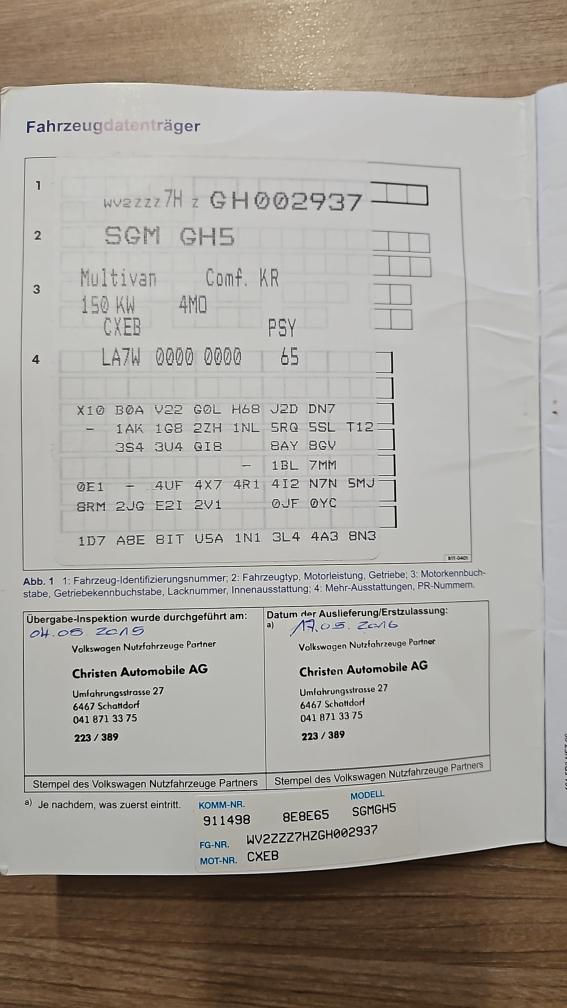 Fahrzeugdatenträger
1
WV2ZZZ7H Z GH002937
2
SGM GH5
3
Multivan Comf. KR
150 KW 4MO
CXEB PSY
4
LA7W 0000 0000 65
X10 B0A V22 G0L H68 J2D DN7
- 1AK 1G8 2ZH 1NL 5RQ 5SL T12
3S4 3U4 QI8 8AY 8GV
- 1BL 7MM
0E1 - 4UF 4X7 4R1 4I2 N7N 5MJ
8RM 2JG E2I 2V1 0JF 0YC
1D7 A8E 8IT U5A 1N1 3L4 4A3 8N3
Abb. 1 1: Fahrzeug-Identifizierungsnummer; 2: Fahrzeugtyp, Motorleistung, Getriebe; 3: Motorkennbuch-
stabe, Getriebekennbuchstabe, Lacknummer, Innenausstattung; 4: Mehr-Ausstattungen, PR-Nummern.
Übergabe-Inspektion wurde durchgeführt am:
04.05.2015
Volkswagen Nutzfahrzeuge Partner
Christen Automobile AG
Umfahrungsstrasse 27
6467 Schattdorf
041 871 33 75
223 / 389
Stempel des Volkswagen Nutzfahrzeuge Partners
Datum der Auslieferung/Erstzulassung:
a) 17.05.2016
Volkswagen Nutzfahrzeuge Partner
Christen Automobile AG
Umfahrungsstrasse 27
6467 Schattdorf
041 871 33 75
223 / 389
Stempel des Volkswagen Nutzfahrzeuge Partners
a) Je nachdem, was zuerst eintritt.
KOMM-NR. MODELL
911498 8E8E65 SGMGH5
FG-NR. WV2ZZZ7HZGH002937
MOT-NR. CXEB